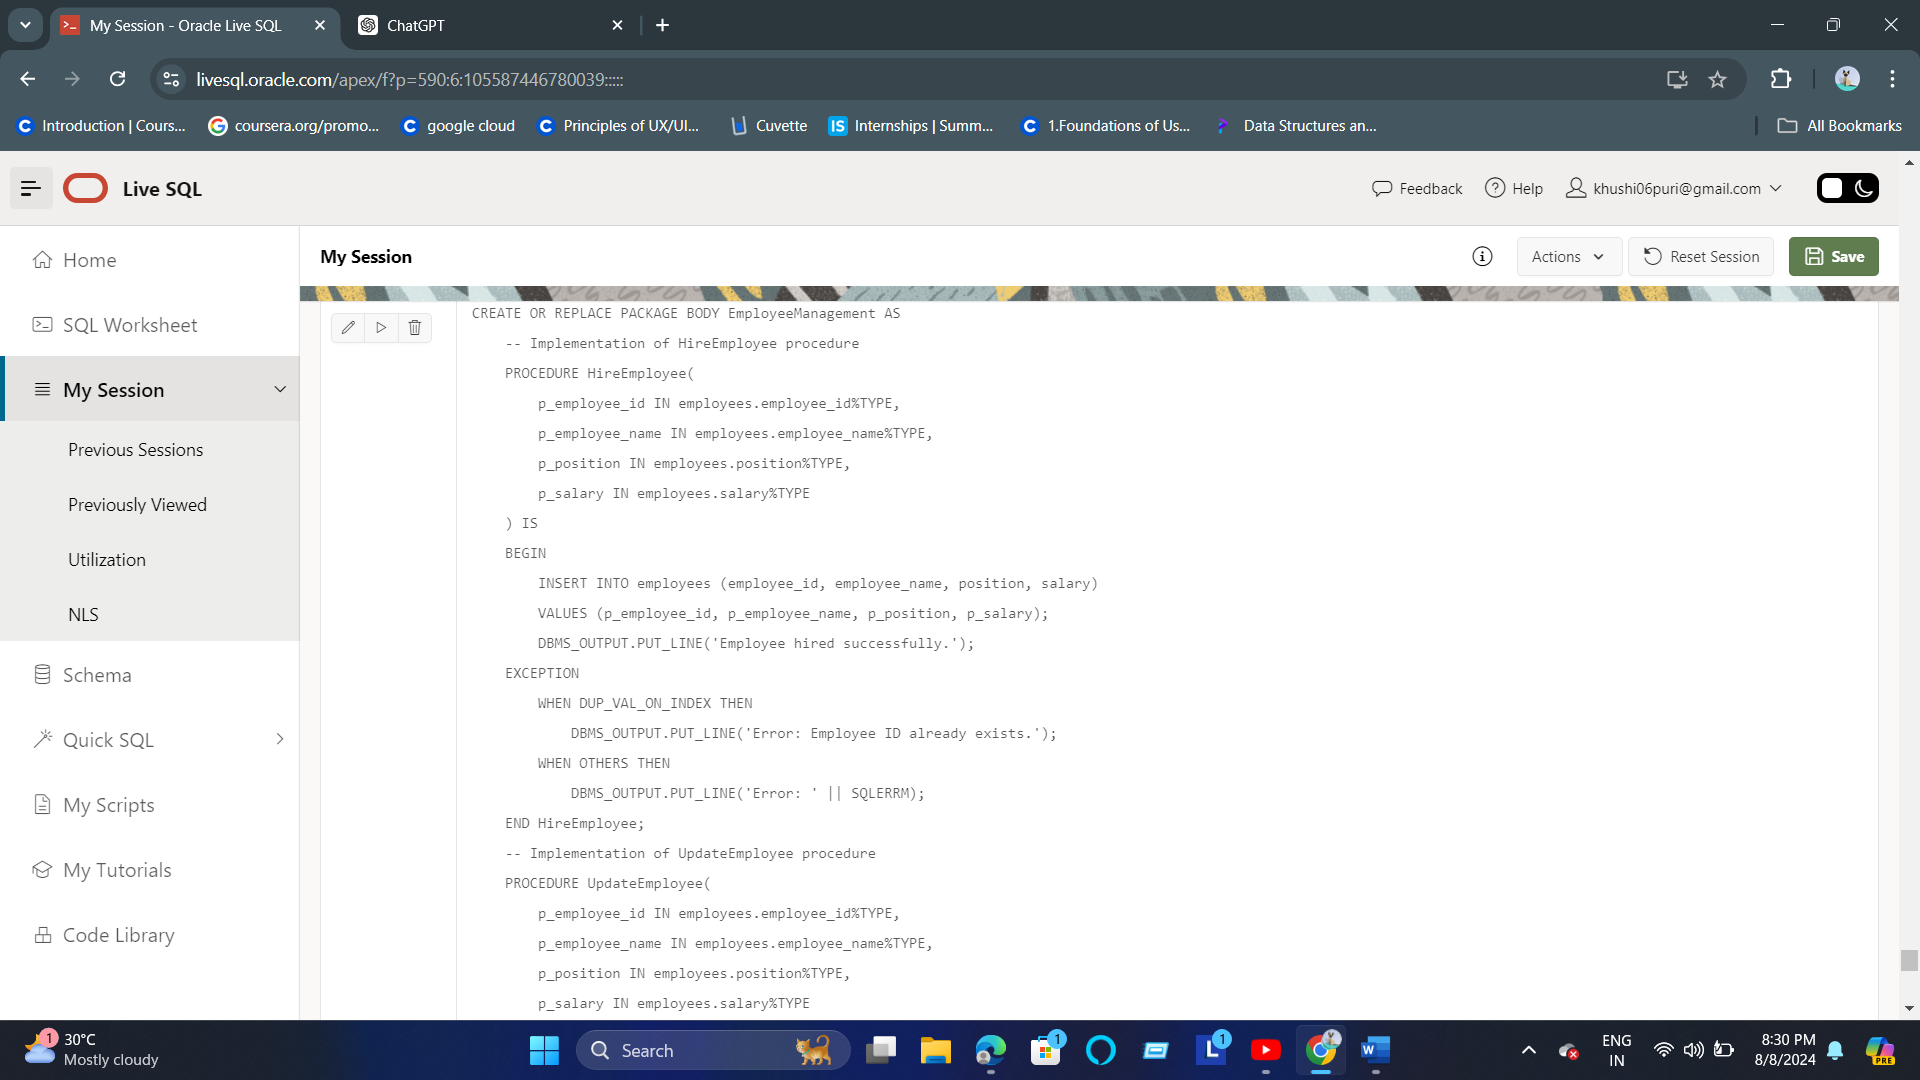 My Session - Oracle Live SQL
ChatGPT
livesql.oracle.com/apex/f?p=590:6:105587446780039:::::
Introduction | Cours...
coursera.org/promo...
google cloud
Principles of UX/UI...
Cuvette
IS
Internships | Summ...
1.Foundations of Us...
Data Structures an...
All Bookmarks
Live SQL
Feedback
Help
khushi06puri@gmail.com
Home
SQL Worksheet
My Session
Previous Sessions
Previously Viewed
Utilization
NLS
Schema
Quick SQL
My Scripts
My Tutorials
Code Library
My Session
Actions
Reset Session
Save
CREATE OR REPLACE PACKAGE BODY EmployeeManagement AS
-- Implementation of HireEmployee procedure
PROCEDURE HireEmployee(
p_employee_id IN employees.employee_id%TYPE,
p_employee_name IN employees.employee_name%TYPE,
p_position IN employees.position%TYPE,
p_salary IN employees.salary%TYPE
) IS
BEGIN
INSERT INTO employees (employee_id, employee_name, position, salary)
VALUES (p_employee_id, p_employee_name, p_position, p_salary);
DBMS_OUTPUT.PUT_LINE('Employee hired successfully.');
EXCEPTION
WHEN DUP_VAL_ON_INDEX THEN
DBMS_OUTPUT.PUT_LINE('Error: Employee ID already exists.');
WHEN OTHERS THEN
DBMS_OUTPUT.PUT_LINE('Error: ' || SQLERRM);
END HireEmployee;
-- Implementation of UpdateEmployee procedure
PROCEDURE UpdateEmployee(
p_employee_id IN employees.employee_id%TYPE,
p_employee_name IN employees.employee_name%TYPE,
p_position IN employees.position%TYPE,
p_salary IN employees.salary%TYPE
1
30°C
Mostly cloudy
Search
1
L
1
W
ENG
IN
8:30 PM
8/8/2024
PRE